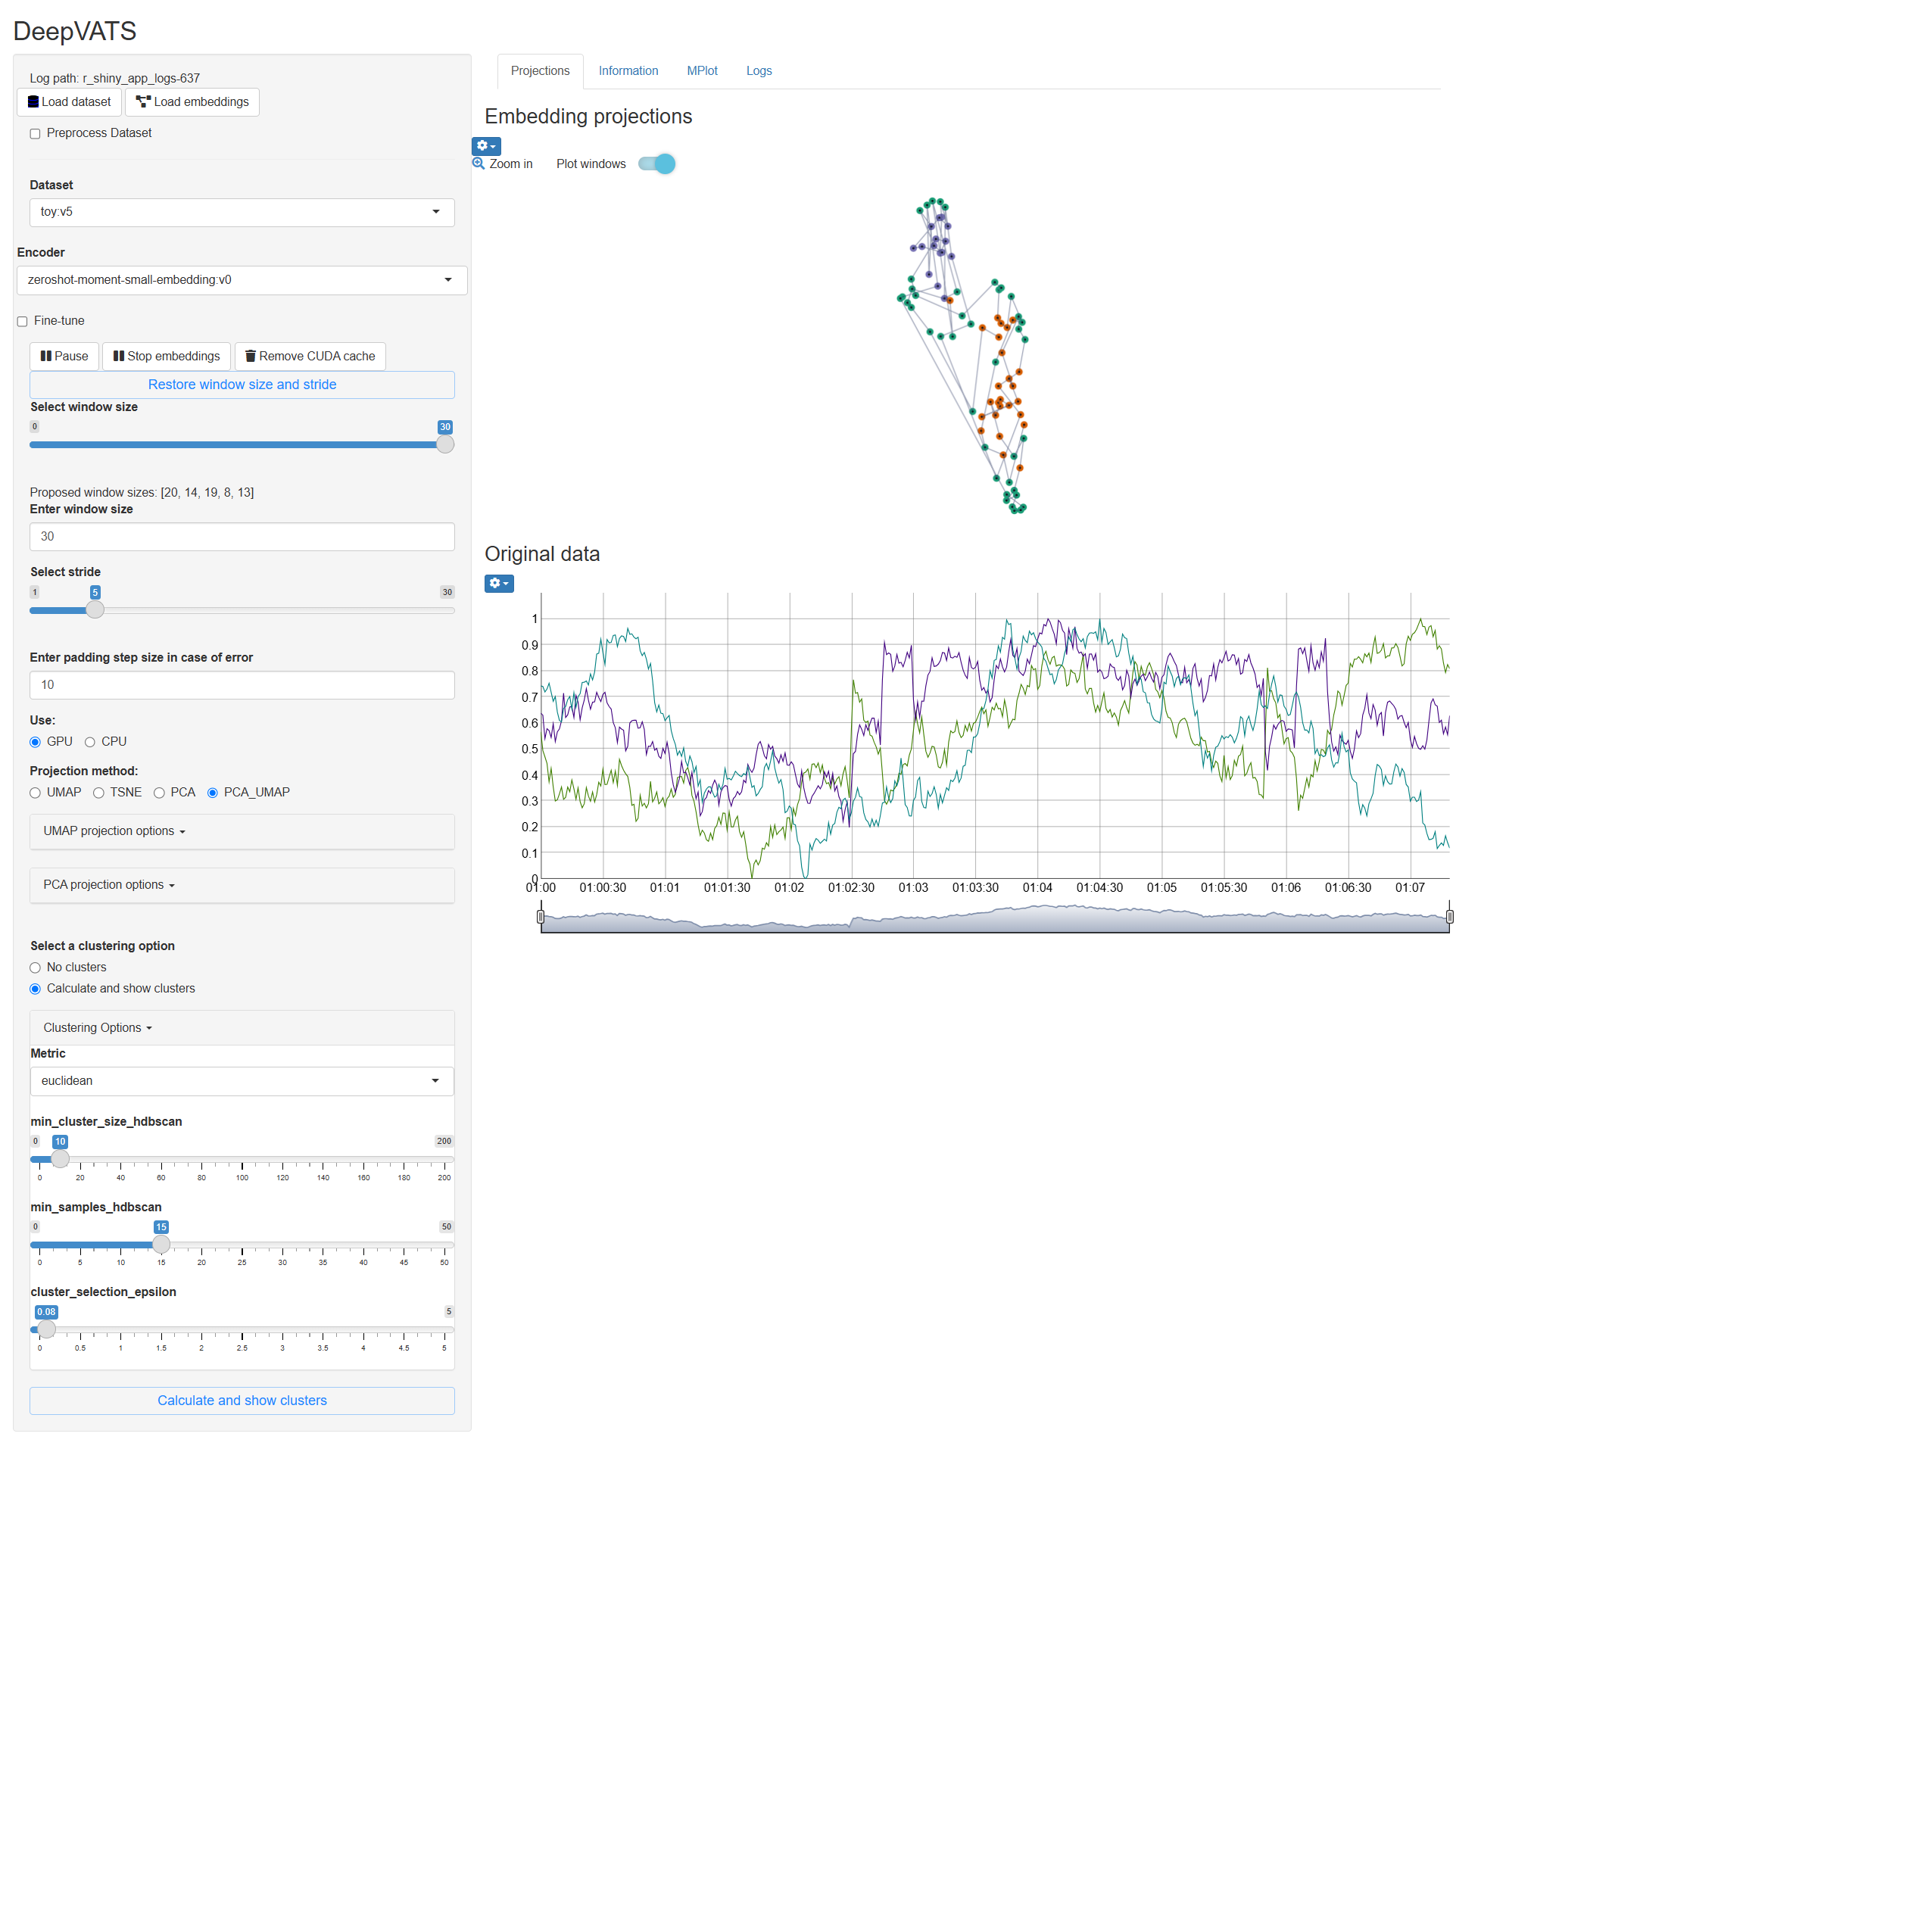 DeepVATS
Log path: r_shiny_app_logs-637
Load dataset Load embeddings
Preprocess Dataset
Dataset
toy:v5
Encoder
zeroshot-moment-small-embedding:v0
Fine-tune
Pause Stop embeddings Remove CUDA cache
Restore window size and stride
Select window size
0 30
Proposed window sizes: [20, 14, 19, 8, 13]
Enter window size
30
Select stride
1 5 30
Enter padding step size in case of error
10
Use:
GPU CPU
Projection method:
UMAP TSNE PCA PCA_UMAP
UMAP projection options
PCA projection options
Select a clustering option
No clusters
Calculate and show clusters
Clustering Options
Metric
euclidean
min_cluster_size_hdbscan
0 10 200
0 20 40 60 80 100 120 140 160 180 200
min_samples_hdbscan
0 15 50
0 5 10 15 20 25 30 35 40 45 50
cluster_selection_epsilon
0.08 5
0 0.5 1 1.5 2 2.5 3 3.5 4 4.5 5
Calculate and show clusters
Projections Information MPlot Logs
Embedding projections
Zoom in Plot windows
Original data
1
0.9
0.8
0.7
0.6
0.5
0.4
0.3
0.2
0.1
0
01:00 01:00:30 01:01 01:01:30 01:02 01:02:30 01:03 01:03:30 01:04 01:04:30 01:05 01:05:30 01:06 01:06:30 01:07